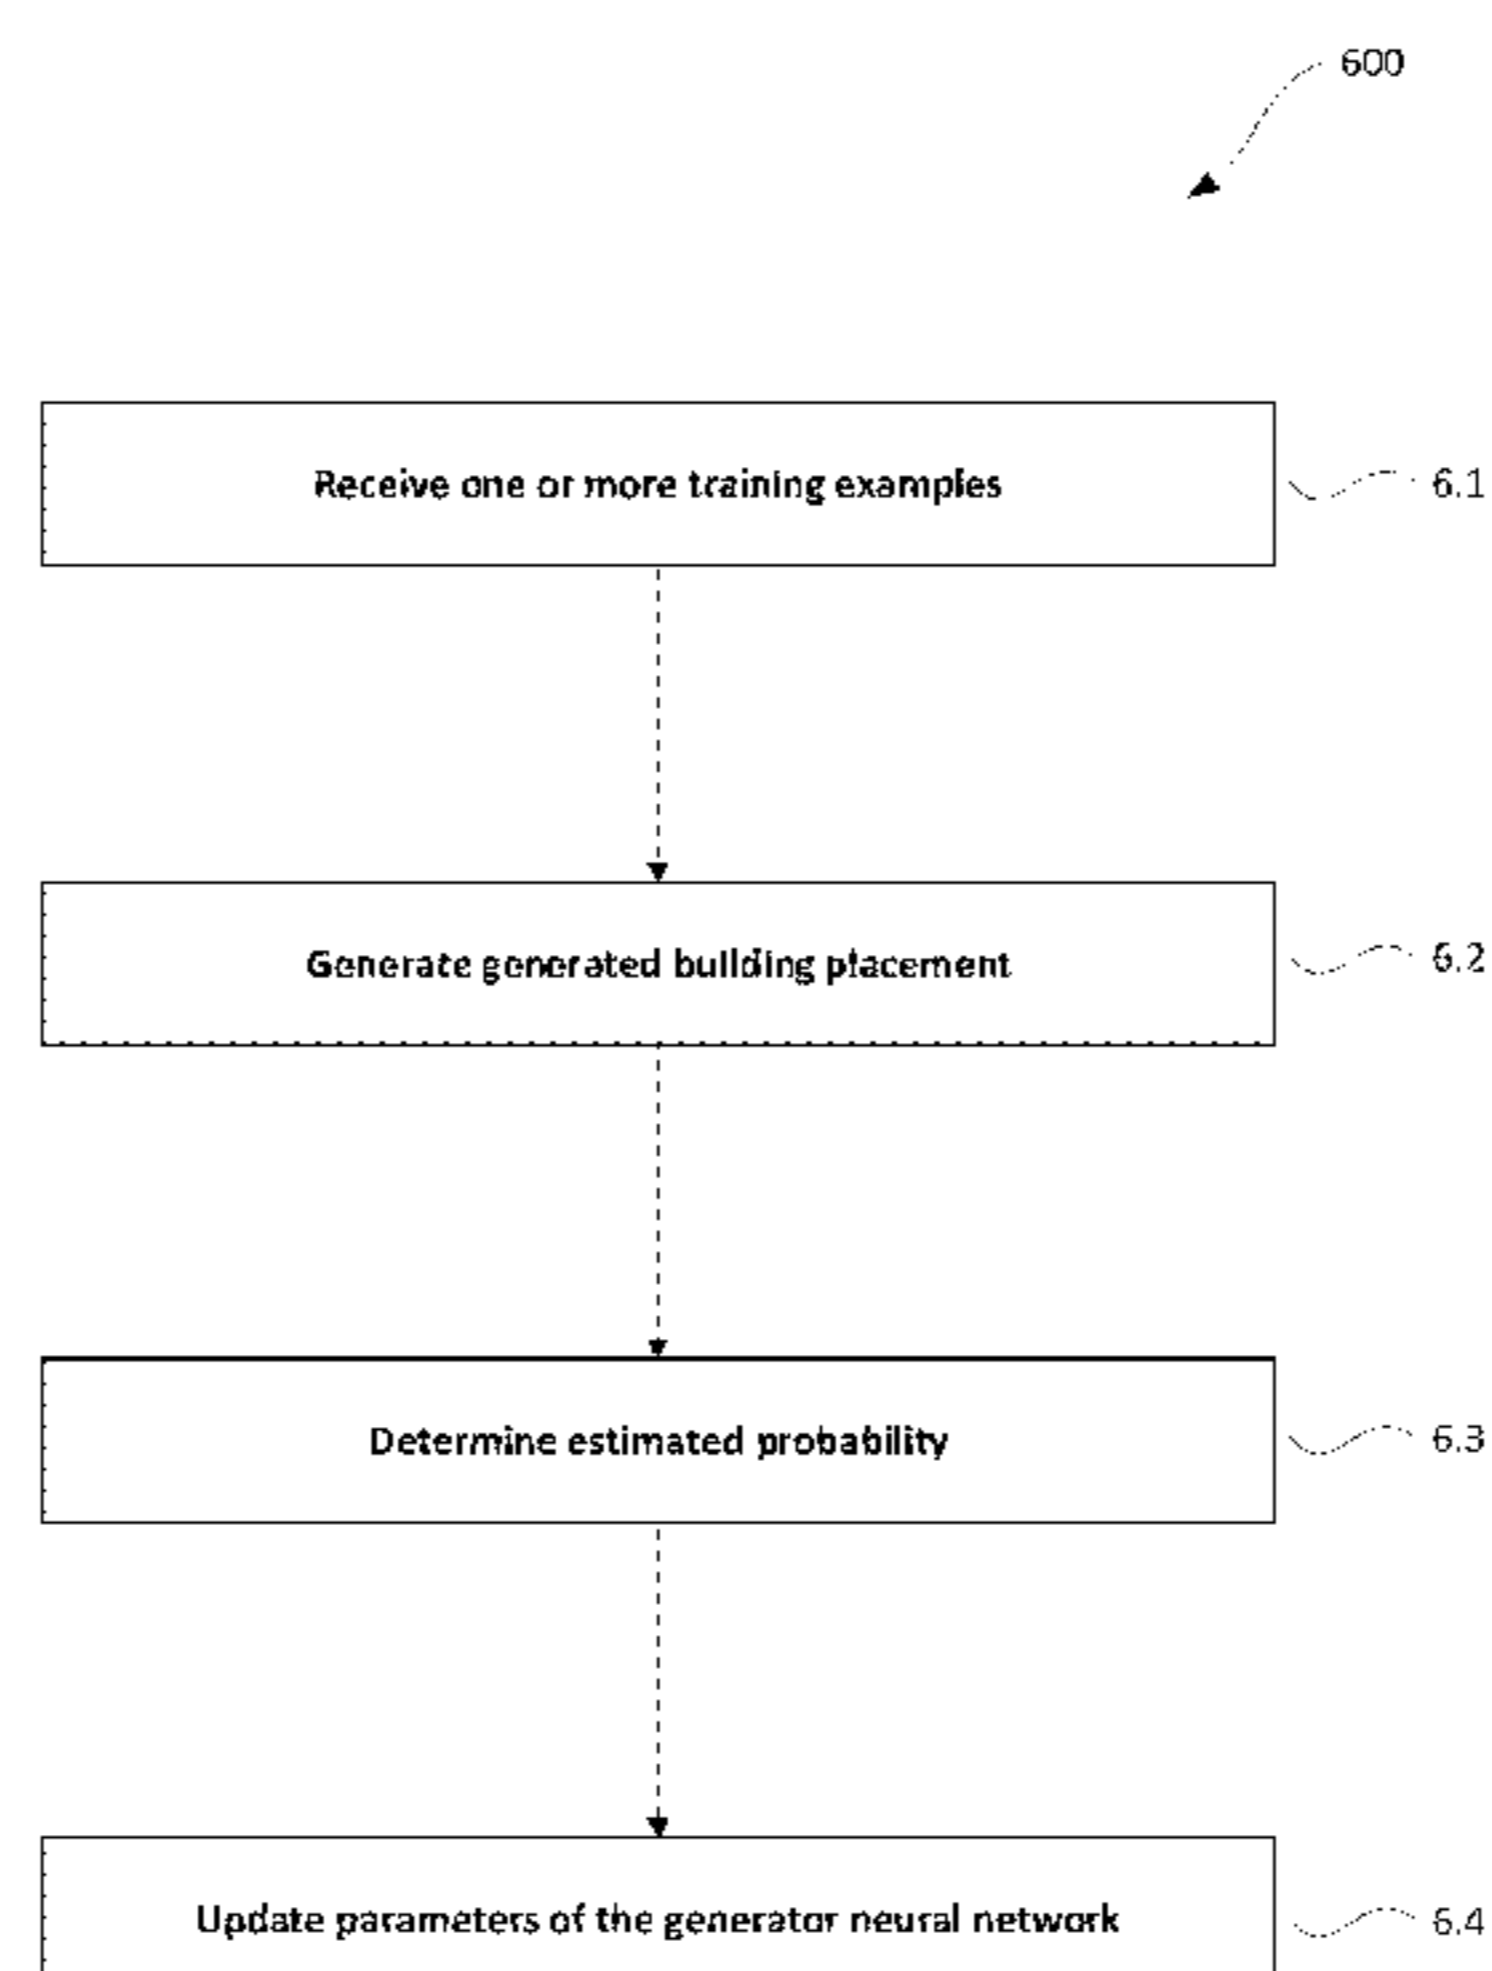 600
Receive one or more training examples
6.1
Generate generated building placement
6.2
Determine estimated probability
6.3
Update parameters of the generator neural network
6.4